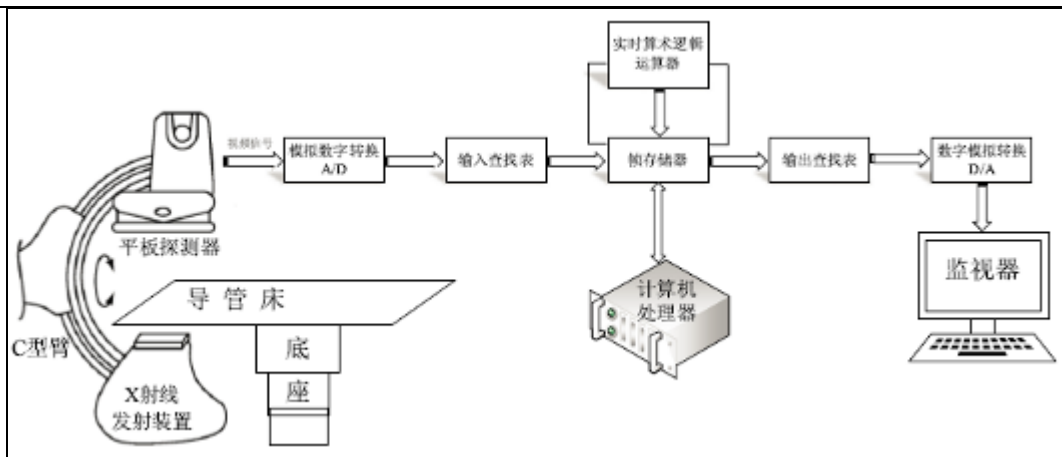 实时算术逻辑
运算器
视频信号
模拟数字转换
A/D
输入查找表
帧存储器
输出查找表
数字模拟转换
D/A
平板探测器
监视器
导管床
计算机
处理器
C型臂
底
座
X射线
发射装置